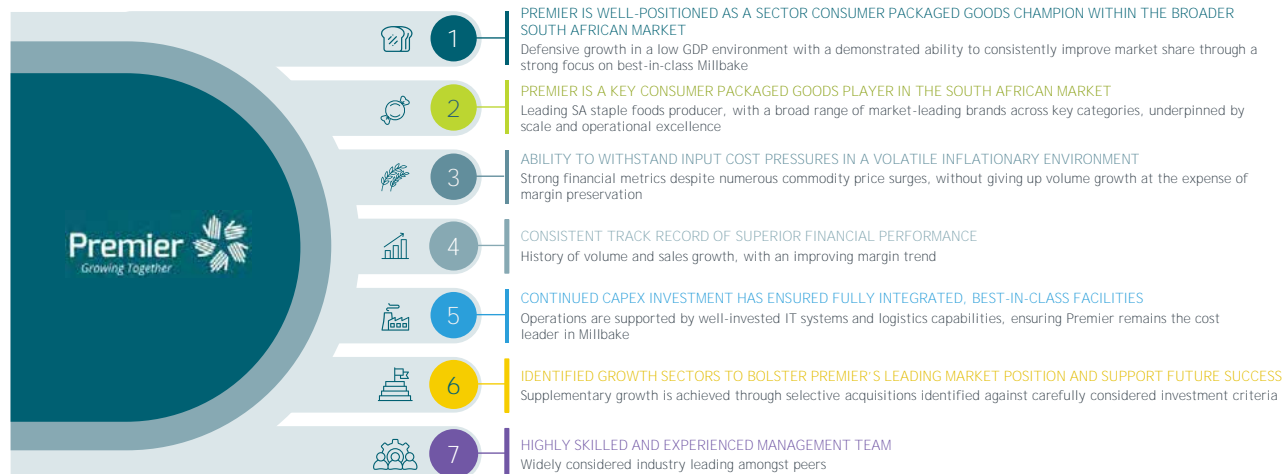 Premier
Growing Together
1
PREMIER IS WELL-POSITIONED AS A SECTOR CONSUMER PACKAGED GOODS CHAMPION WITHIN THE BROADER
SOUTH AFRICAN MARKET
Defensive growth in a low GDP environment with a demonstrated ability to consistently improve market share through a
strong focus on best-in-class Millbake
2
PREMIER IS A KEY CONSUMER PACKAGED GOODS PLAYER IN THE SOUTH AFRICAN MARKET
Leading SA staple foods producer, with a broad range of market-leading brands across key categories, underpinned by
scale and operational excellence
3
ABILITY TO WITHSTAND INPUT COST PRESSURES IN A VOLATILE INFLATIONARY ENVIRONMENT
Strong financial metrics despite numerous commodity price surges, without giving up volume growth at the expense of
margin preservation
4
CONSISTENT TRACK RECORD OF SUPERIOR FINANCIAL PERFORMANCE
History of volume and sales growth, with an improving margin trend
5
CONTINUED CAPEX INVESTMENT HAS ENSURED FULLY INTEGRATED, BEST-IN-CLASS FACILITIES
Operations are supported by well-invested IT systems and logistics capabilities, ensuring Premier remains the cost
leader in Millbake
6
IDENTIFIED GROWTH SECTORS TO BOLSTER PREMIER'S LEADING MARKET POSITION AND SUPPORT FUTURE SUCCESS
Supplementary growth is achieved through selective acquisitions identified against carefully considered investment criteria
7
HIGHLY SKILLED AND EXPERIENCED MANAGEMENT TEAM
Widely considered industry leading amongst peers